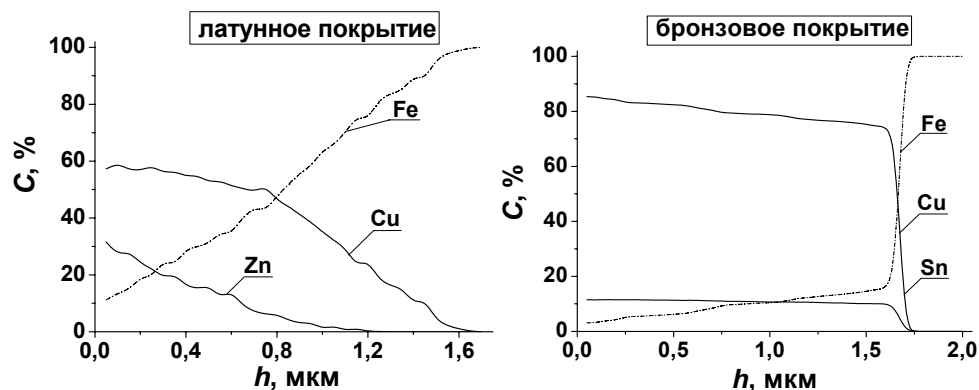 латунное покрытие
100
80
60
40
20
0
C, %
Fe
Cu
Zn
0,0 0,4 0,8 1,2 1,6
h, мкм
бронзовое покрытие
100
80
60
40
20
0
C, %
Fe
Cu
Sn
0,0 0,5 1,0 1,5 2,0
h, мкм